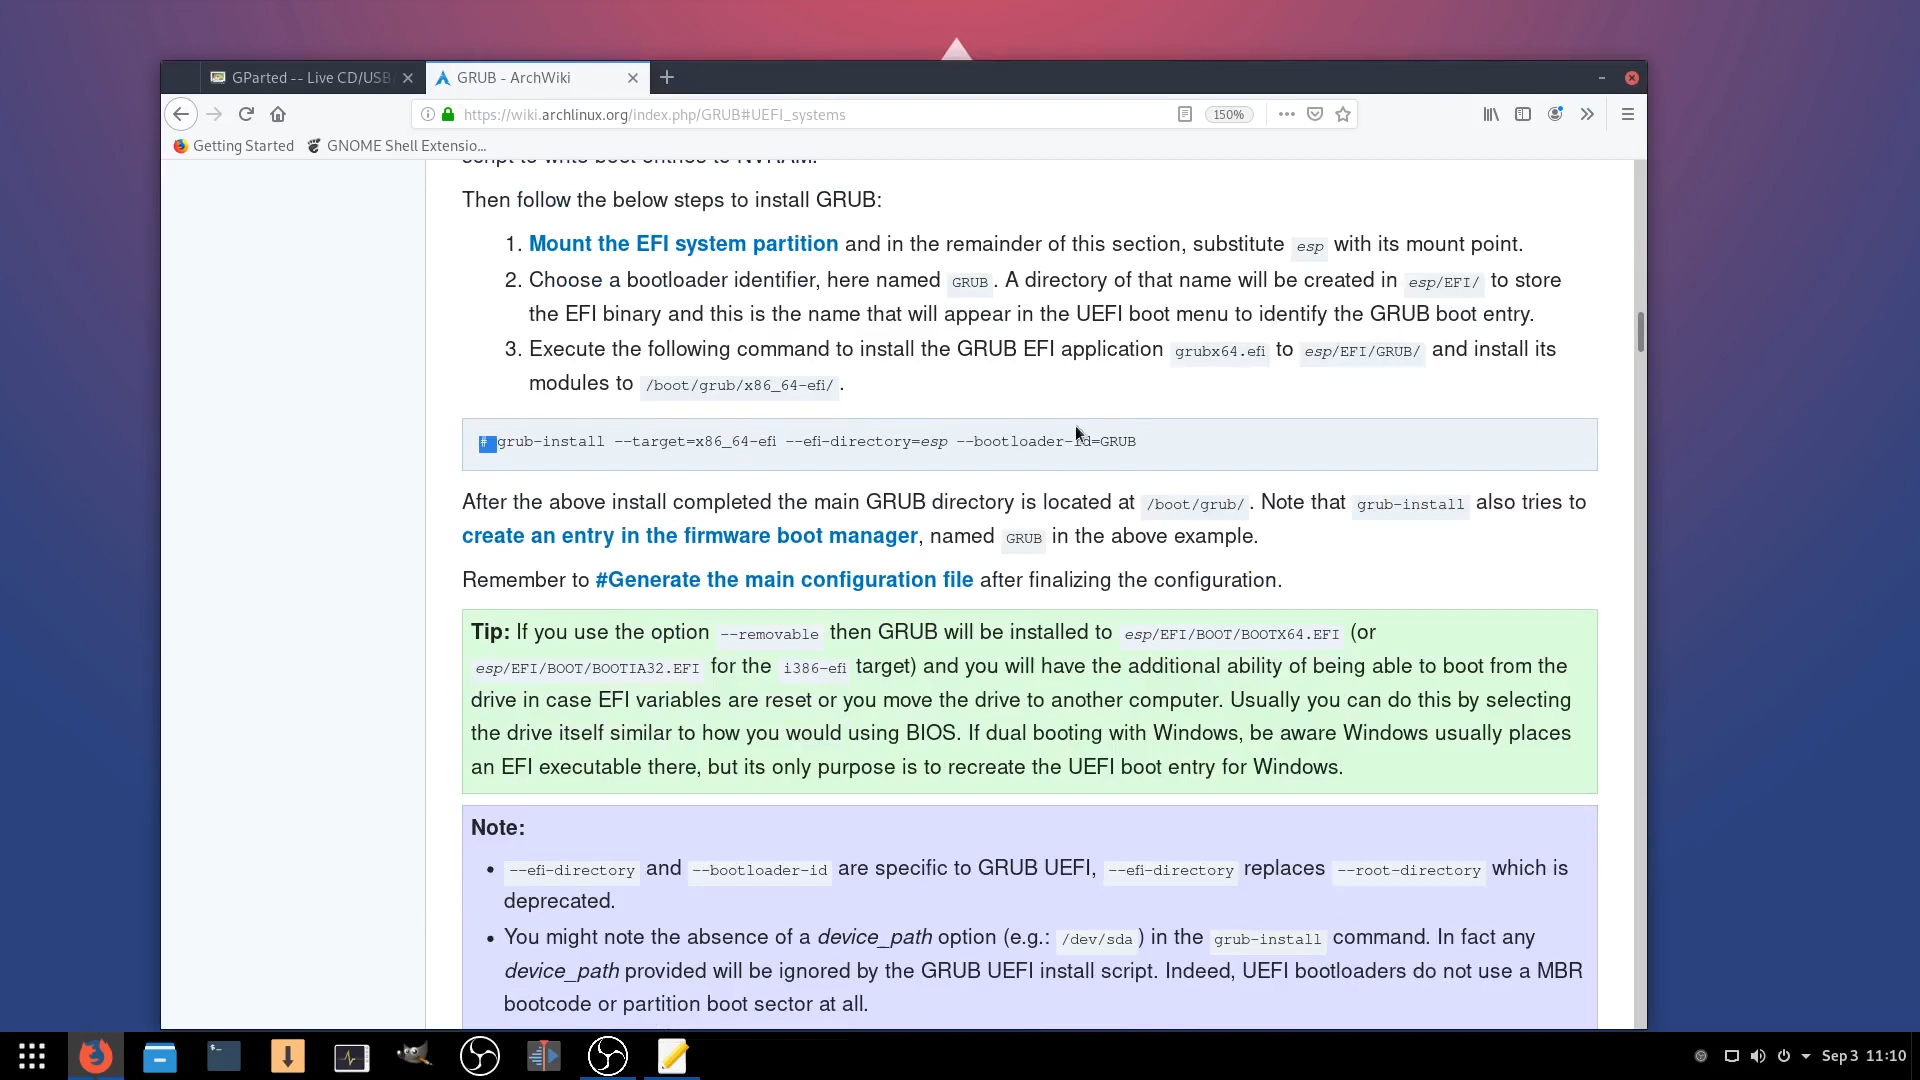 GParted -- Live CD/USB
GRUB - ArchWiki
https://wiki.archlinux.org/index.php/GRUB#UEFI_systems
150%
Getting Started
GNOME Shell Extensio...
script to write boot entries to NVRAM.
Then follow the below steps to install GRUB:
1. Mount the EFI system partition and in the remainder of this section, substitute esp with its mount point.
2. Choose a bootloader identifier, here named GRUB. A directory of that name will be created in esp/EFI/ to store
the EFI binary and this is the name that will appear in the UEFI boot menu to identify the GRUB boot entry.
3. Execute the following command to install the GRUB EFI application grubx64.efi to esp/EFI/GRUB/ and install its
modules to /boot/grub/x86_64-efi/.
# grub-install --target=x86_64-efi --efi-directory=esp --bootloader-id=GRUB
After the above install completed the main GRUB directory is located at /boot/grub/. Note that grub-install also tries to
create an entry in the firmware boot manager, named GRUB in the above example.
Remember to #Generate the main configuration file after finalizing the configuration.
Tip: If you use the option --removable then GRUB will be installed to esp/EFI/BOOT/BOOTX64.EFI (or
esp/EFI/BOOT/BOOTIA32.EFI for the i386-efi target) and you will have the additional ability of being able to boot from the
drive in case EFI variables are reset or you move the drive to another computer. Usually you can do this by selecting
the drive itself similar to how you would using BIOS. If dual booting with Windows, be aware Windows usually places
an EFI executable there, but its only purpose is to recreate the UEFI boot entry for Windows.
Note:
• --efi-directory and --bootloader-id are specific to GRUB UEFI, --efi-directory replaces --root-directory which is
deprecated.
• You might note the absence of a device_path option (e.g.: /dev/sda) in the grub-install command. In fact any
device_path provided will be ignored by the GRUB UEFI install script. Indeed, UEFI bootloaders do not use a MBR
bootcode or partition boot sector at all.
Sep 3 11:10